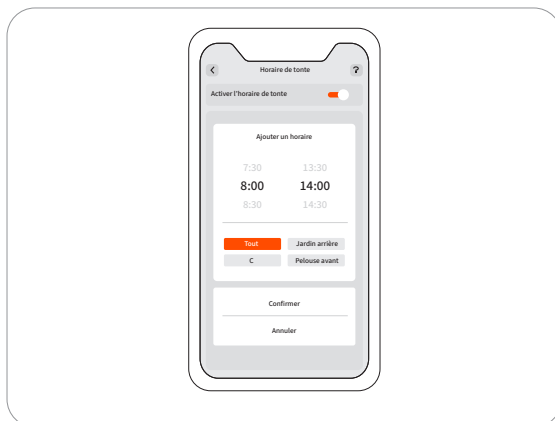 Horaire de tonte ?
Activer l'horaire de tonte
Ajouter un horaire
7:30 13:30
8:00 14:00
8:30 14:30
Tout Jardin arrière
C Pelouse avant
Confirmer
Annuler